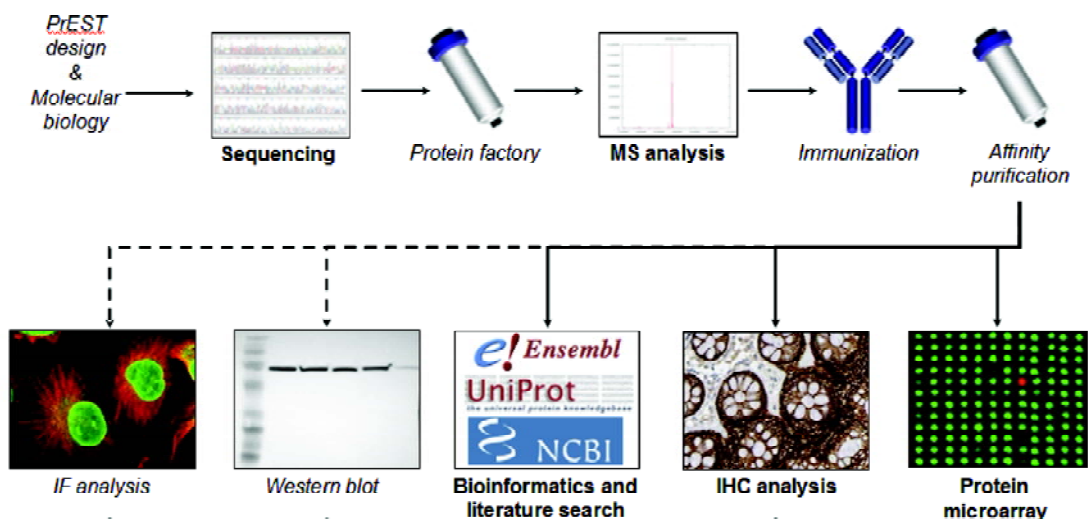 PrEST
design
&
Molecular
biology
Sequencing
Protein factory
MS analysis
Immunization
Affinity
purification
e! Ensembl
UniProt
the universal protein knowledgebase
NCBI
IF analysis
Western blot
Bioinformatics and
literature search
IHC analysis
Protein
microarray